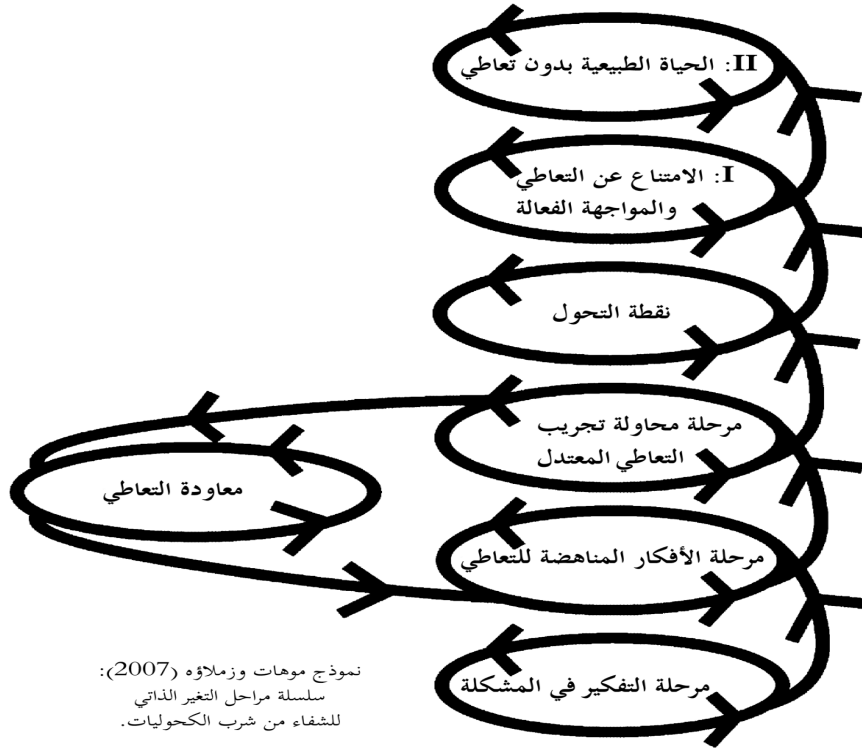 II: الحياة الطبيعية بدون تعاطي
I: الامتناع عن التعاطي
والمواجهة الفعالة
نقطة التحول
مرحلة محاولة تجريب
التعاطي المعتدل
معاودة التعاطي
مرحلة الأفكار المناهضة للتعاطي
مرحلة التفكير في المشكلة
نموذج موهات وزملاؤه (2007):
سلسلة مراحل التغير الذاتي
للشفاء من شرب الكحوليات.